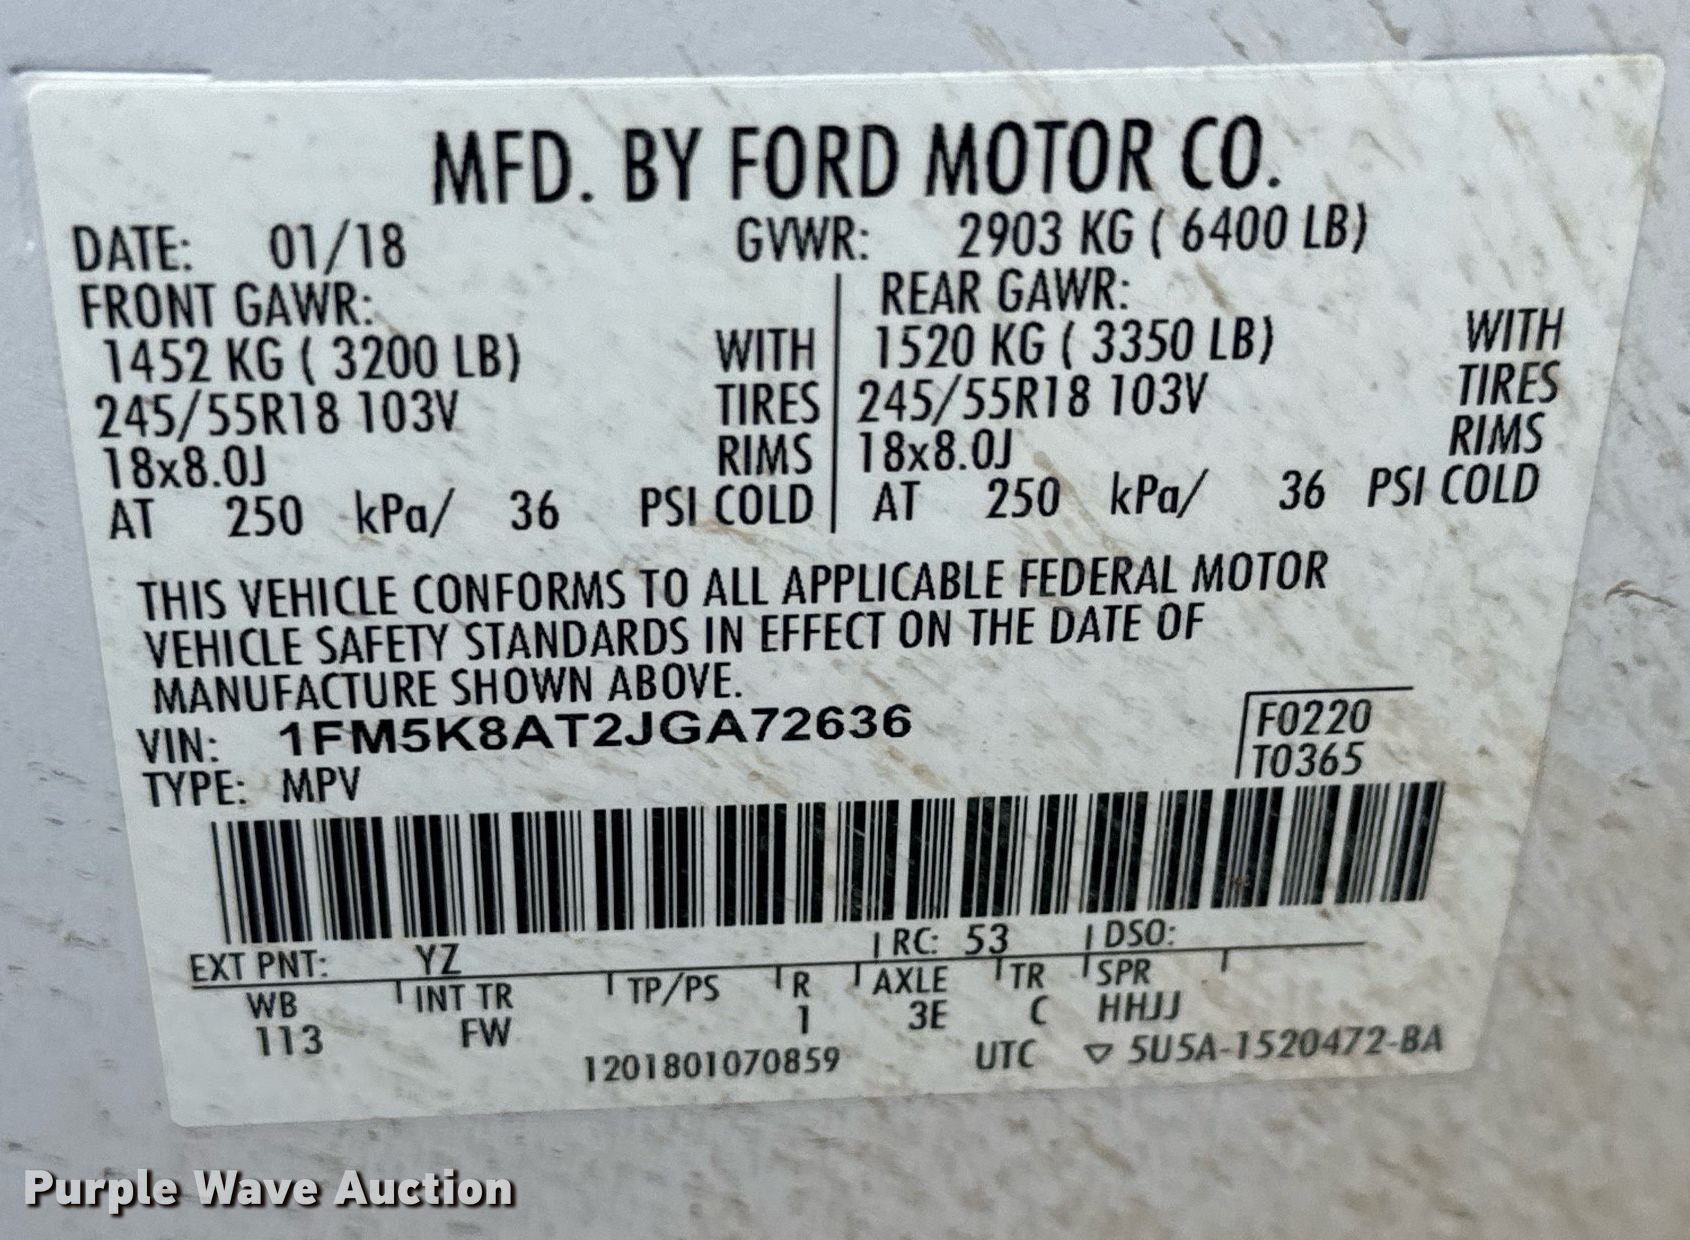 MFD. BY FORD MOTOR CO.
DATE: 01/18 GVWR: 2903 KG ( 6400 LB)
FRONT GAWR: REAR GAWR:
1452 KG ( 3200 LB) WITH 1520 KG ( 3350 LB) WITH
245/55R18 103V TIRES 245/55R18 103V TIRES
18x8.0J RIMS 18x8.0J RIMS
AT 250 kPa/ 36 PSI COLD AT 250 kPa/ 36 PSI COLD
THIS VEHICLE CONFORMS TO ALL APPLICABLE FEDERAL MOTOR
VEHICLE SAFETY STANDARDS IN EFFECT ON THE DATE OF
MANUFACTURE SHOWN ABOVE.
VIN: 1FM5K8AT2JGA72636 F0220
TYPE: MPV T0365
EXT PNT: YZ RC: 53 DSO:
WB INT TR TP/PS R AXLE TR SPR
113 FW 1 3E C HHJJ
1201801070859 UTC ▽ 5U5A-1520472-BA
Purple Wave Auction